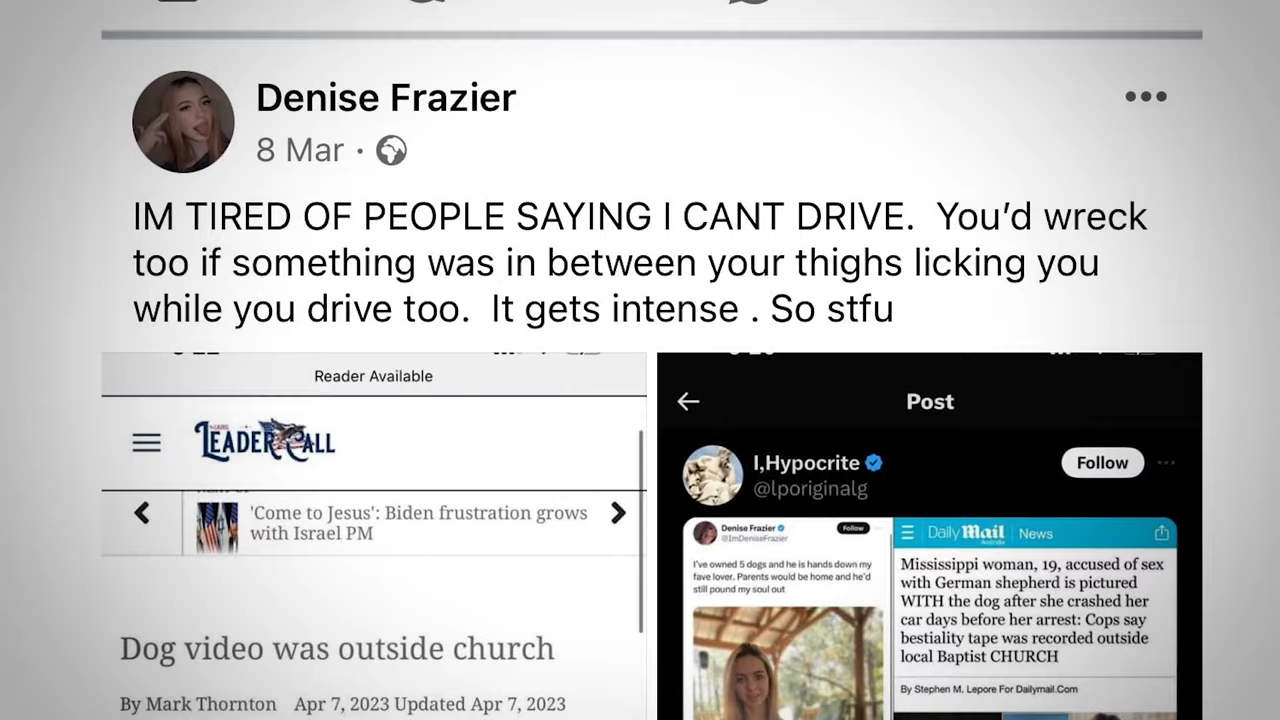 Denise Frazier
8 Mar ·
IM TIRED OF PEOPLE SAYING I CANT DRIVE. You'd wreck
too if something was in between your thighs licking you
while you drive too. It gets intense . So stfu
Reader Available
LEADER CALL
'Come to Jesus': Biden frustration grows
with Israel PM
Dog video was outside church
By Mark Thornton Apr 7, 2023 Updated Apr 7, 2023
Post
I,Hypocrite
@lporiginalg
Follow
Denise Frazier
@ImDeniseFrazier
Follow
I've owned 5 dogs and he is hands down my
fave lover. Parents would be home and he'd
still pound my soul out
Daily Mail
Australia
News
Mississippi woman, 19, accused of sex
with German shepherd is pictured
WITH the dog after she crashed her
car days before her arrest: Cops say
bestiality tape was recorded outside
local Baptist CHURCH
By Stephen M. Lepore For Dailymail.Com